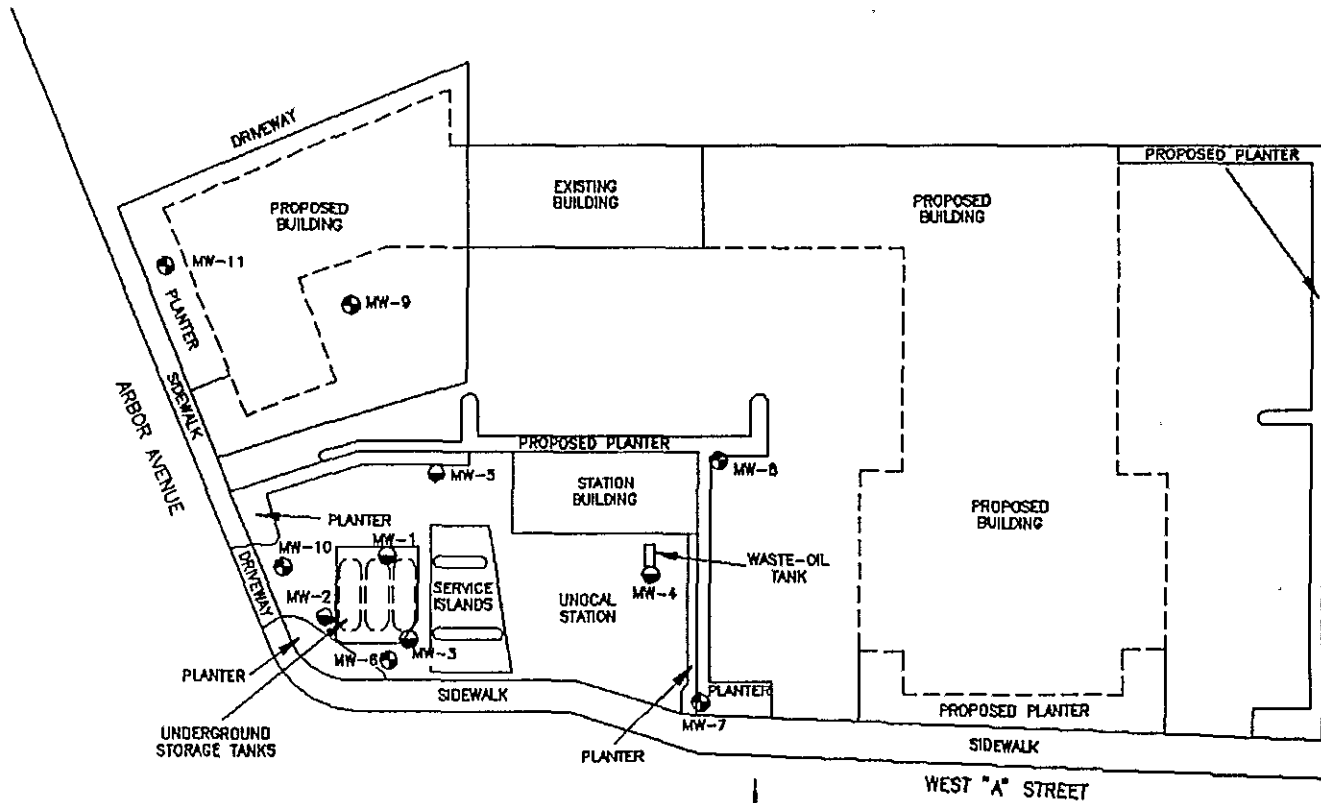 DRIVEWAY
PROPOSED PLANTER
EXISTING
BUILDING
PROPOSED
BUILDING
PROPOSED
BUILDING
MW-11
MW-9
PLANTER
SIDEWALK
ARBOR AVENUE
PROPOSED PLANTER
MW-8
MW-5
STATION
BUILDING
PROPOSED
BUILDING
PLANTER
MW-10
MW-1
WASTE-OIL
TANK
DRIVEWAY
MW-2
SERVICE
ISLANDS
UNOCAL
STATION
MW-4
MW-3
MW-6
PLANTER
SIDEWALK
PLANTER
MW-7
PROPOSED PLANTER
UNDERGROUND
STORAGE TANKS
PLANTER
SIDEWALK
WEST "A" STREET